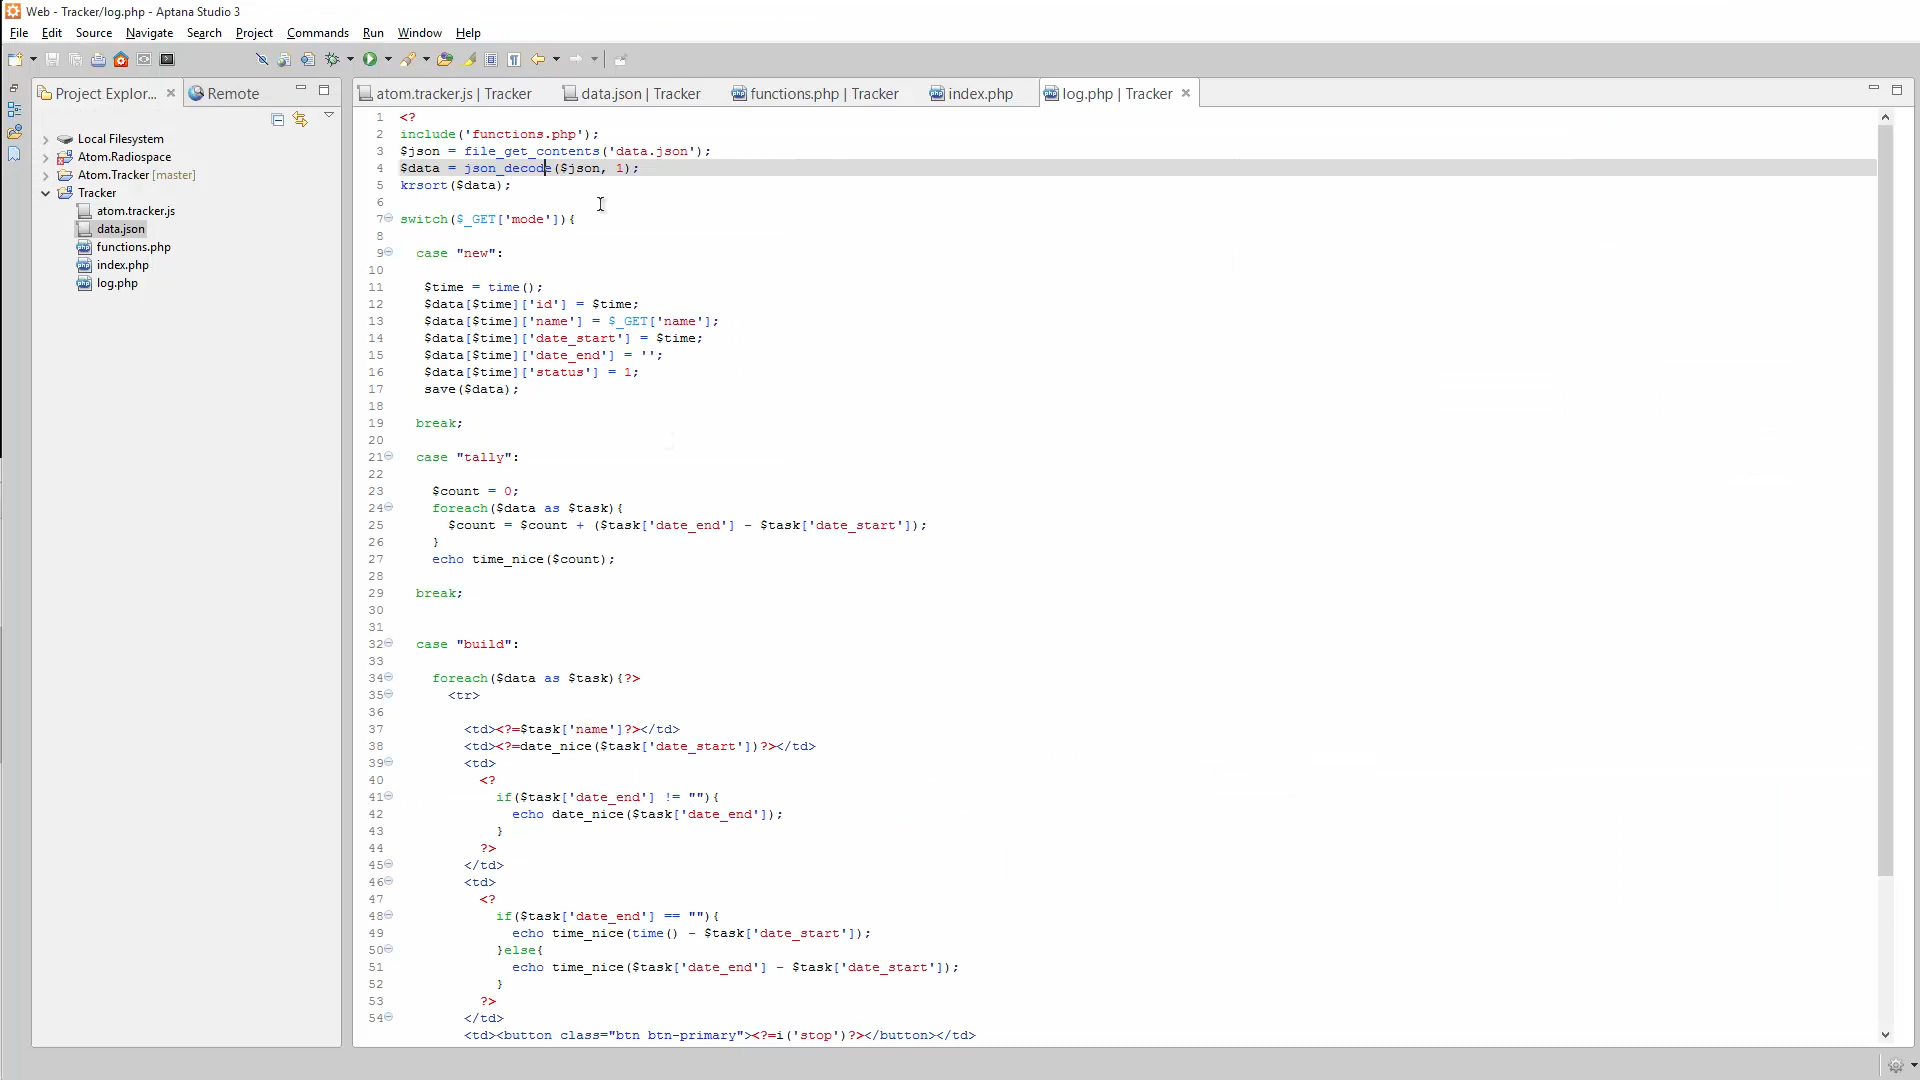 Web - Tracker/log.php - Aptana Studio 3
File Edit Source Navigate Search Project Commands Run Window Help
Project Explor... Remote
atom.tracker.js | Tracker data.json | Tracker functions.php | Tracker index.php log.php | Tracker
Local Filesystem
Atom.Radiospace
Atom.Tracker [master]
Tracker
atom.tracker.js
data.json
functions.php
index.php
log.php
1 <?
2 include('functions.php');
3 $json = file_get_contents('data.json');
4 $data = json_decode($json, 1);
5 krsort($data);
6
7 switch($_GET['mode']){
8
9 case "new":
10
11 $time = time();
12 $data[$time]['id'] = $time;
13 $data[$time]['name'] = $_GET['name'];
14 $data[$time]['date_start'] = $time;
15 $data[$time]['date_end'] = '';
16 $data[$time]['status'] = 1;
17 save($data);
18
19 break;
20
21 case "tally":
22
23 $count = 0;
24 foreach($data as $task){
25 $count = $count + ($task['date_end'] - $task['date_start']);
26 }
27 echo time_nice($count);
28
29 break;
30
31
32 case "build":
33
34 foreach($data as $task){?>
35 <tr>
36
37 <td><?=$task['name']?></td>
38 <td><?=date_nice($task['date_start'])?></td>
39 <td>
40 <?
41 if($task['date_end'] != ""){
42 echo date_nice($task['date_end']);
43 }
44 ?>
45 </td>
46 <td>
47 <?
48 if($task['date_end'] == ""){
49 echo time_nice(time() - $task['date_start']);
50 }else{
51 echo time_nice($task['date_end'] - $task['date_start']);
52 }
53 ?>
54 </td>
<td><button class="btn btn-primary"><?=i('stop')?></button></td>